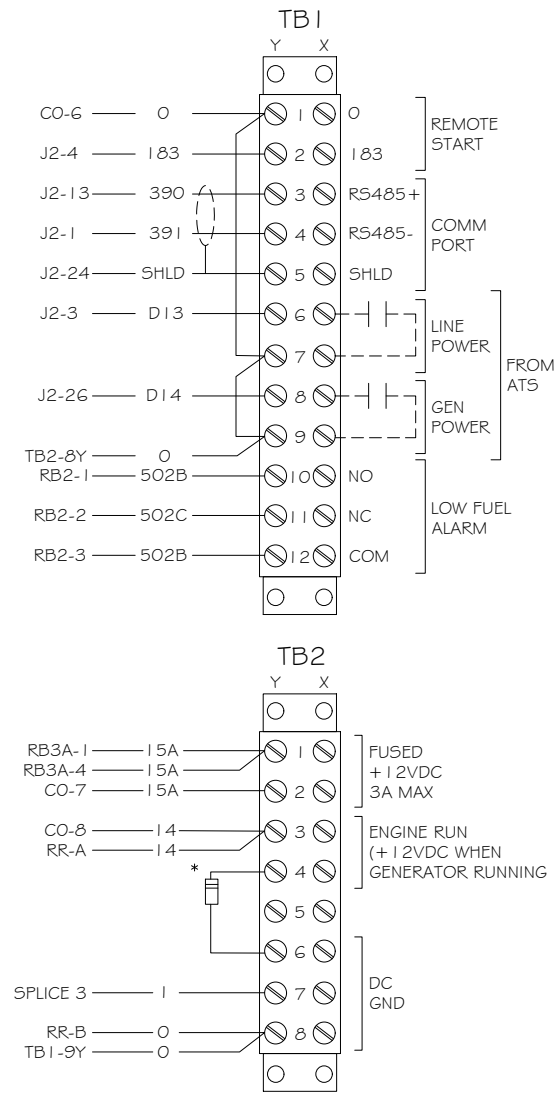 TB1
Y X
C0-6 0 1 0
J2-4 183 2 183
REMOTE
START
J2-13 390 3 RS485+
J2-1 391 4 RS485-
J2-24 SHLD 5 SHLD
COMM
PORT
J2-3 D13 6
7
LINE
POWER
J2-26 D14 8
9
GEN
POWER
FROM
ATS
TB2-8Y 0
RB2-1 502B 10 NO
RB2-2 502C 11 NC
RB2-3 502B 12 COM
LOW FUEL
ALARM
TB2
Y X
RB3A-1 15A 1
RB3A-4 15A
C0-7 15A 2
FUSED
+12VDC
3A MAX
C0-8 14 3
RR-A 14
* 4
ENGINE RUN
(+12VDC WHEN
GENERATOR RUNNING
5
6
SPLICE 3 1 7
RR-B 0 8
TB1-9Y 0
DC
GND